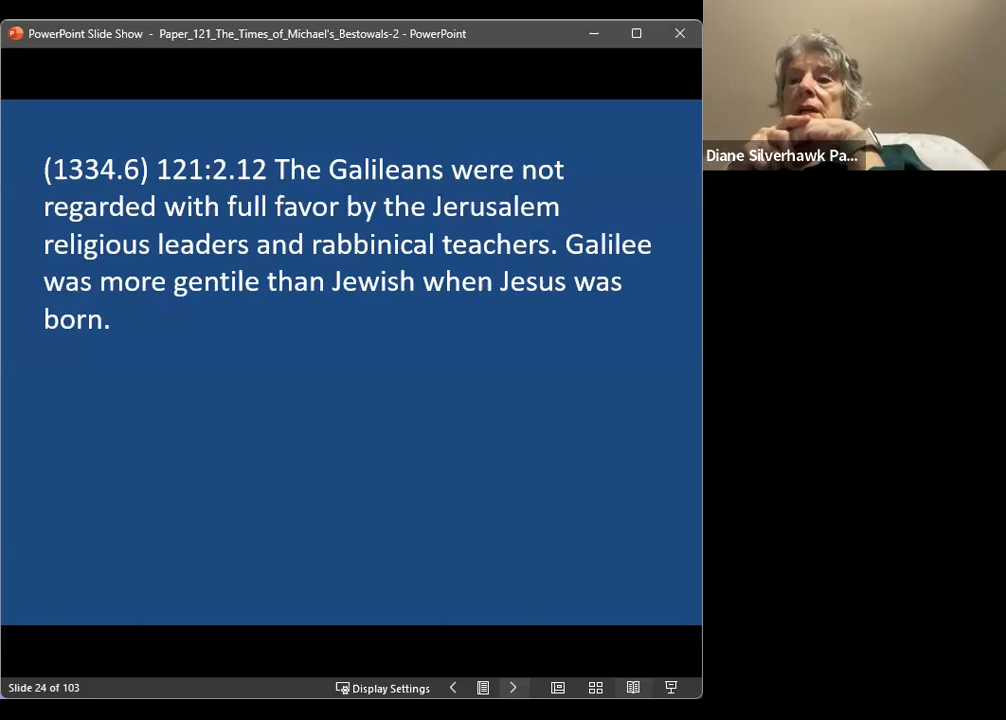 PowerPoint Slide Show - Paper_121_The_Times_of_Michael's_Bestowals-2 - PowerPoint
(1334.6) 121:2.12 The Galileans were not
regarded with full favor by the Jerusalem
religious leaders and rabbinical teachers. Galilee
was more gentile than Jewish when Jesus was
born.
Diane Silverhawk Pa...
Slide 24 of 103
Display Settings